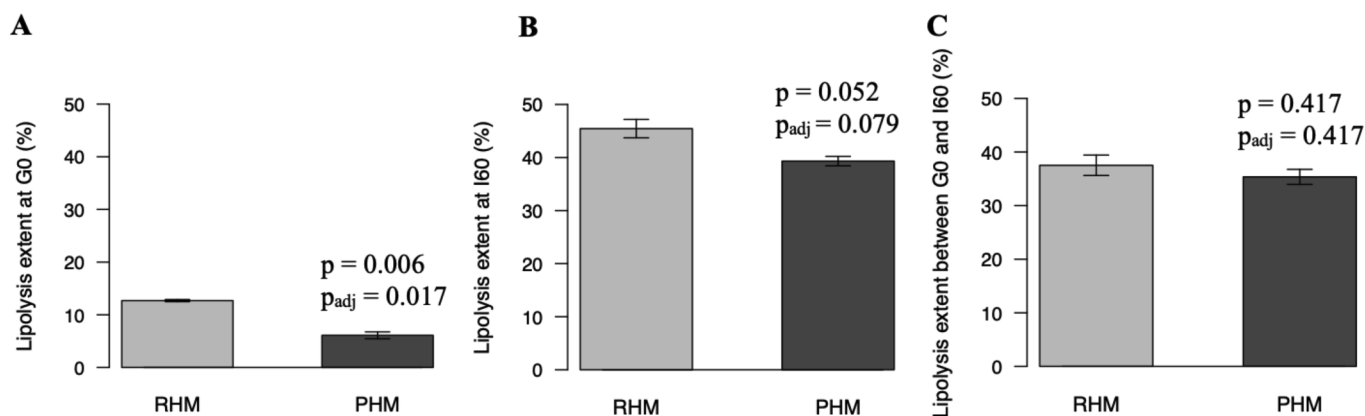 A
Lipolysis extent at G0 (%)
50
40
30
20
10
0
p = 0.006
padj = 0.017
RHM
PHM
B
Lipolysis extent at I60 (%)
50
40
30
20
10
0
p = 0.052
padj = 0.079
RHM
PHM
C
Lipolysis extent between G0 and I60 (%)
50
40
30
20
10
0
p = 0.417
padj = 0.417
RHM
PHM